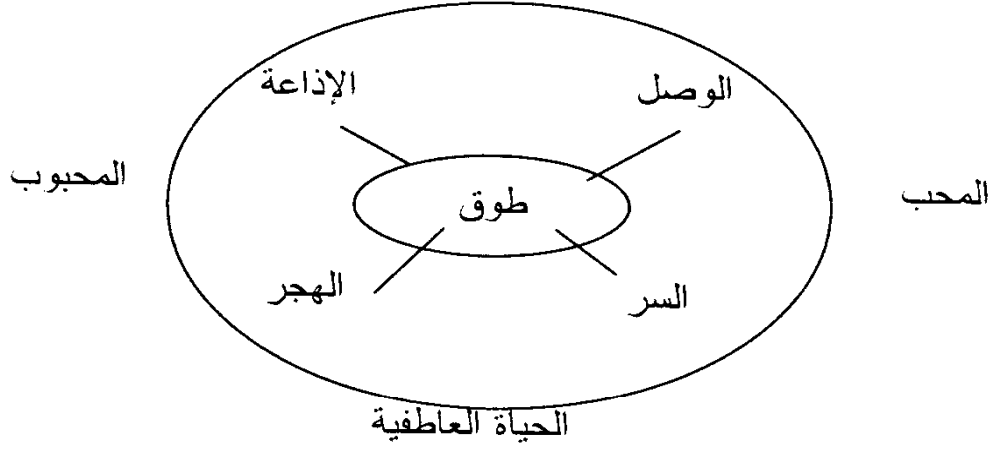 الوصل
الإذاعة
المحب
طوق
المحبوب
السر
الهجر
الحياة العاطفية